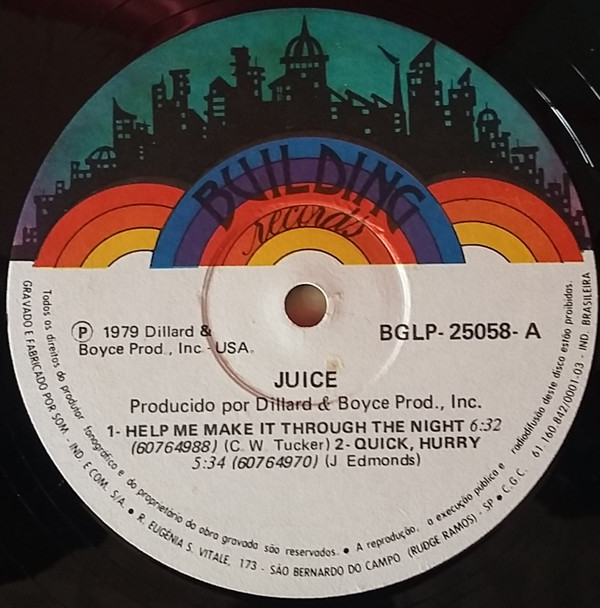 BUILDING
records
℗ 1979 Dillard &
Boyce Prod., Inc.-USA.
BGLP-25058-A
JUICE
Producido por Dillard & Boyce Prod., Inc.
1- HELP ME MAKE IT THROUGH THE NIGHT 6:32
(60764988) (C. W. Tucker) 2- QUICK, HURRY
5:34 (60764970) (J. Edmonds)
Todos os direitos do produtor fonográfico e do proprietário da obra gravada são reservados. ● A reprodução, a execução pública e radiodifusão deste disco estão proibidas.
GRAVADO E FABRICADO POR SOM - IND. E COM. S/A. ● R. EUGÊNIA S. VITALE, 173 - SÃO BERNARDO DO CAMPO (RUDGE RAMOS) - SP ● C.G.C. 61.160.842/0001-03 - IND. BRASILEIRA